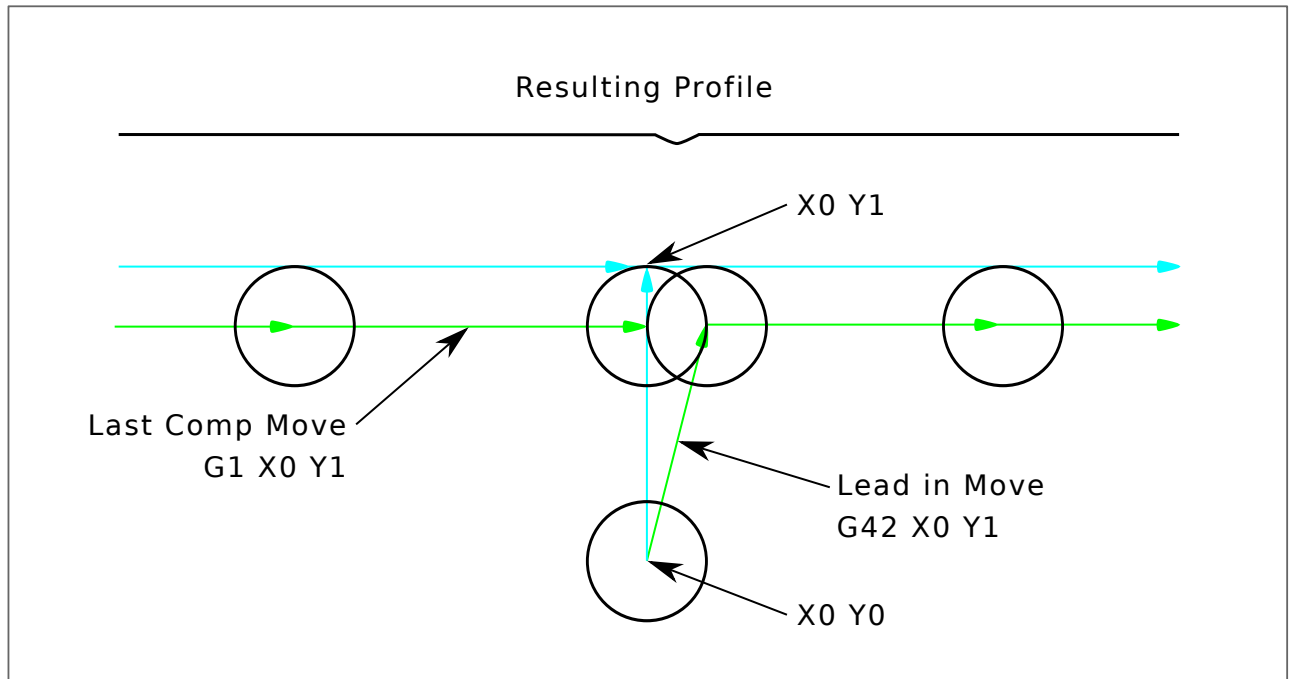 Resulting Profile
X0 Y1
Last Comp Move
G1 X0 Y1
Lead in Move
G42 X0 Y1
X0 Y0